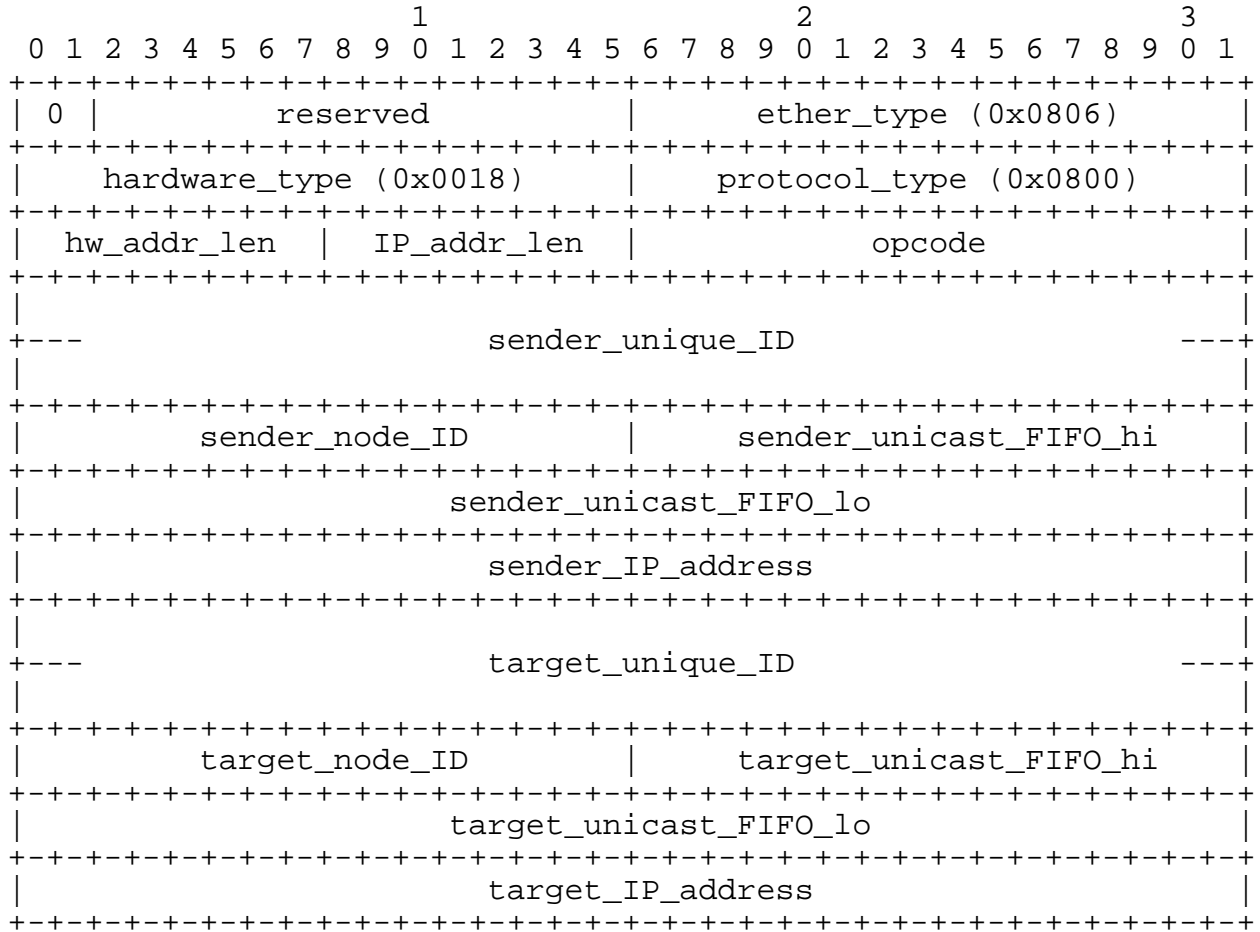 1                   2                   3
 0 1 2 3 4 5 6 7 8 9 0 1 2 3 4 5 6 7 8 9 0 1 2 3 4 5 6 7 8 9 0 1
+-+-+-+-+-+-+-+-+-+-+-+-+-+-+-+-+-+-+-+-+-+-+-+-+-+-+-+-+-+-+-+-+
| 0 |         reserved          |      ether_type (0x0806)      |
+-+-+-+-+-+-+-+-+-+-+-+-+-+-+-+-+-+-+-+-+-+-+-+-+-+-+-+-+-+-+-+-+
|    hardware_type (0x0018)     |    protocol_type (0x0800)     |
+-+-+-+-+-+-+-+-+-+-+-+-+-+-+-+-+-+-+-+-+-+-+-+-+-+-+-+-+-+-+-+-+
|  hw_addr_len  |  IP_addr_len  |            opcode             |
+-+-+-+-+-+-+-+-+-+-+-+-+-+-+-+-+-+-+-+-+-+-+-+-+-+-+-+-+-+-+-+-+
|                                                               |
+---                     sender_unique_ID                    ---+
|                                                               |
+-+-+-+-+-+-+-+-+-+-+-+-+-+-+-+-+-+-+-+-+-+-+-+-+-+-+-+-+-+-+-+-+
|         sender_node_ID        |     sender_unicast_FIFO_hi    |
+-+-+-+-+-+-+-+-+-+-+-+-+-+-+-+-+-+-+-+-+-+-+-+-+-+-+-+-+-+-+-+-+
|                      sender_unicast_FIFO_lo                   |
+-+-+-+-+-+-+-+-+-+-+-+-+-+-+-+-+-+-+-+-+-+-+-+-+-+-+-+-+-+-+-+-+
|                        sender_IP_address                      |
+-+-+-+-+-+-+-+-+-+-+-+-+-+-+-+-+-+-+-+-+-+-+-+-+-+-+-+-+-+-+-+-+
|                                                               |
+---                     target_unique_ID                    ---+
|                                                               |
+-+-+-+-+-+-+-+-+-+-+-+-+-+-+-+-+-+-+-+-+-+-+-+-+-+-+-+-+-+-+-+-+
|         target_node_ID        |     target_unicast_FIFO_hi    |
+-+-+-+-+-+-+-+-+-+-+-+-+-+-+-+-+-+-+-+-+-+-+-+-+-+-+-+-+-+-+-+-+
|                      target_unicast_FIFO_lo                   |
+-+-+-+-+-+-+-+-+-+-+-+-+-+-+-+-+-+-+-+-+-+-+-+-+-+-+-+-+-+-+-+-+
|                        target_IP_address                      |
+-+-+-+-+-+-+-+-+-+-+-+-+-+-+-+-+-+-+-+-+-+-+-+-+-+-+-+-+-+-+-+-+